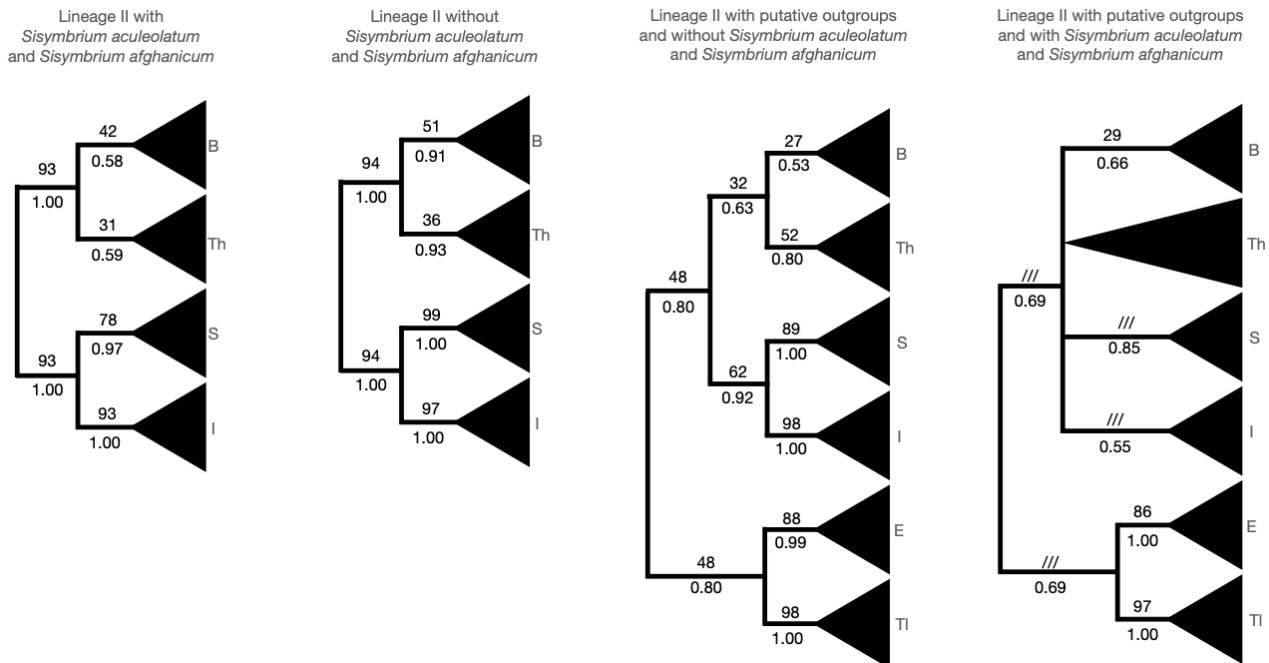 Lineage II with
Sisymbrium aculeolatum
and Sisymbrium afghanicum
42
0.58
B
93
1.00
31
0.59
Th
78
0.97
S
93
1.00
93
1.00
I
Lineage II without
Sisymbrium aculeolatum
and Sisymbrium afghanicum
51
0.91
B
94
1.00
36
0.93
Th
99
1.00
S
94
1.00
97
1.00
I
Lineage II with putative outgroups
and without Sisymbrium aculeolatum
and Sisymbrium afghanicum
27
0.53
B
32
0.63
52
0.80
Th
48
0.80
89
1.00
S
62
0.92
98
1.00
I
88
0.99
E
48
0.80
98
1.00
Tl
Lineage II with putative outgroups
and with Sisymbrium aculeolatum
and Sisymbrium afghanicum
29
0.66
B
Th
///
0.69
///
0.85
S
///
0.55
I
86
1.00
E
///
0.69
97
1.00
Tl